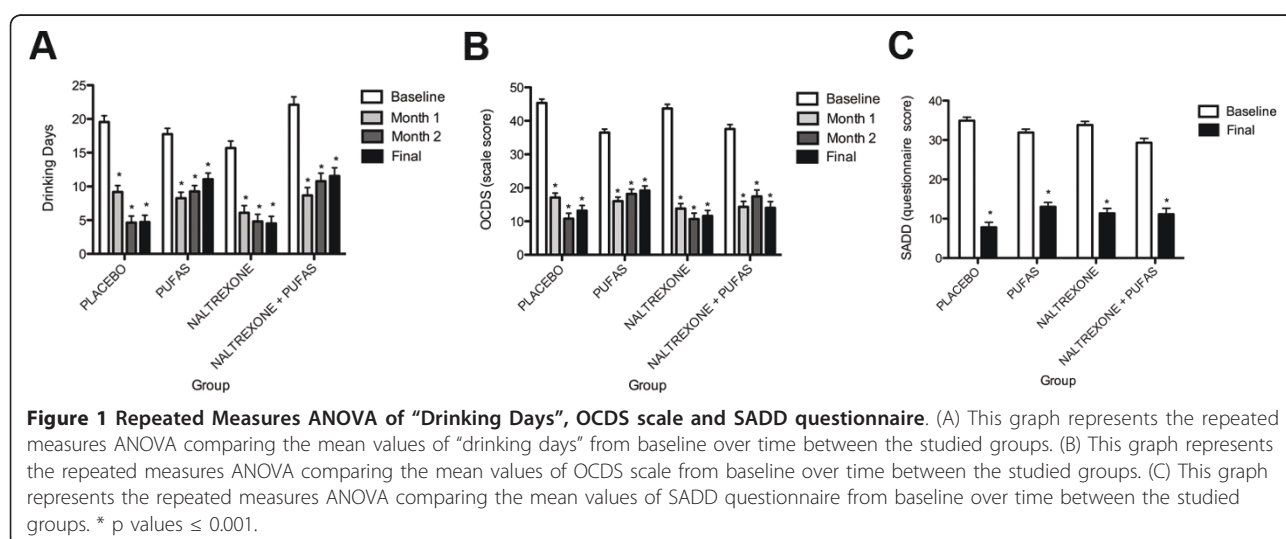 A
Drinking Days
25
20
15
10
5
0
PLACEBO
PUFAS
NALTREXONE
NALTREXONE + PUFAS
Group
Baseline
Month 1
Month 2
Final
* * * * * * * * * * * *
B
OCDS (scale score)
50
40
30
20
10
0
PLACEBO
PUFAS
NALTREXONE
NALTREXONE + PUFAS
Group
Baseline
Month 1
Month 2
Final
* * * * * * * * * * * *
C
SADD (questionnaire score)
40
30
20
10
0
PLACEBO
PUFAS
NALTREXONE
NALTREXONE + PUFAS
Group
Baseline
Final
* * * *
Figure 1 Repeated Measures ANOVA of “Drinking Days”, OCDS scale and SADD questionnaire. (A) This graph represents the repeated
measures ANOVA comparing the mean values of “drinking days” from baseline over time between the studied groups. (B) This graph represents
the repeated measures ANOVA comparing the mean values of OCDS scale from baseline over time between the studied groups. (C) This graph
represents the repeated measures ANOVA comparing the mean values of SADD questionnaire from baseline over time between the studied
groups. * p values ≤ 0.001.